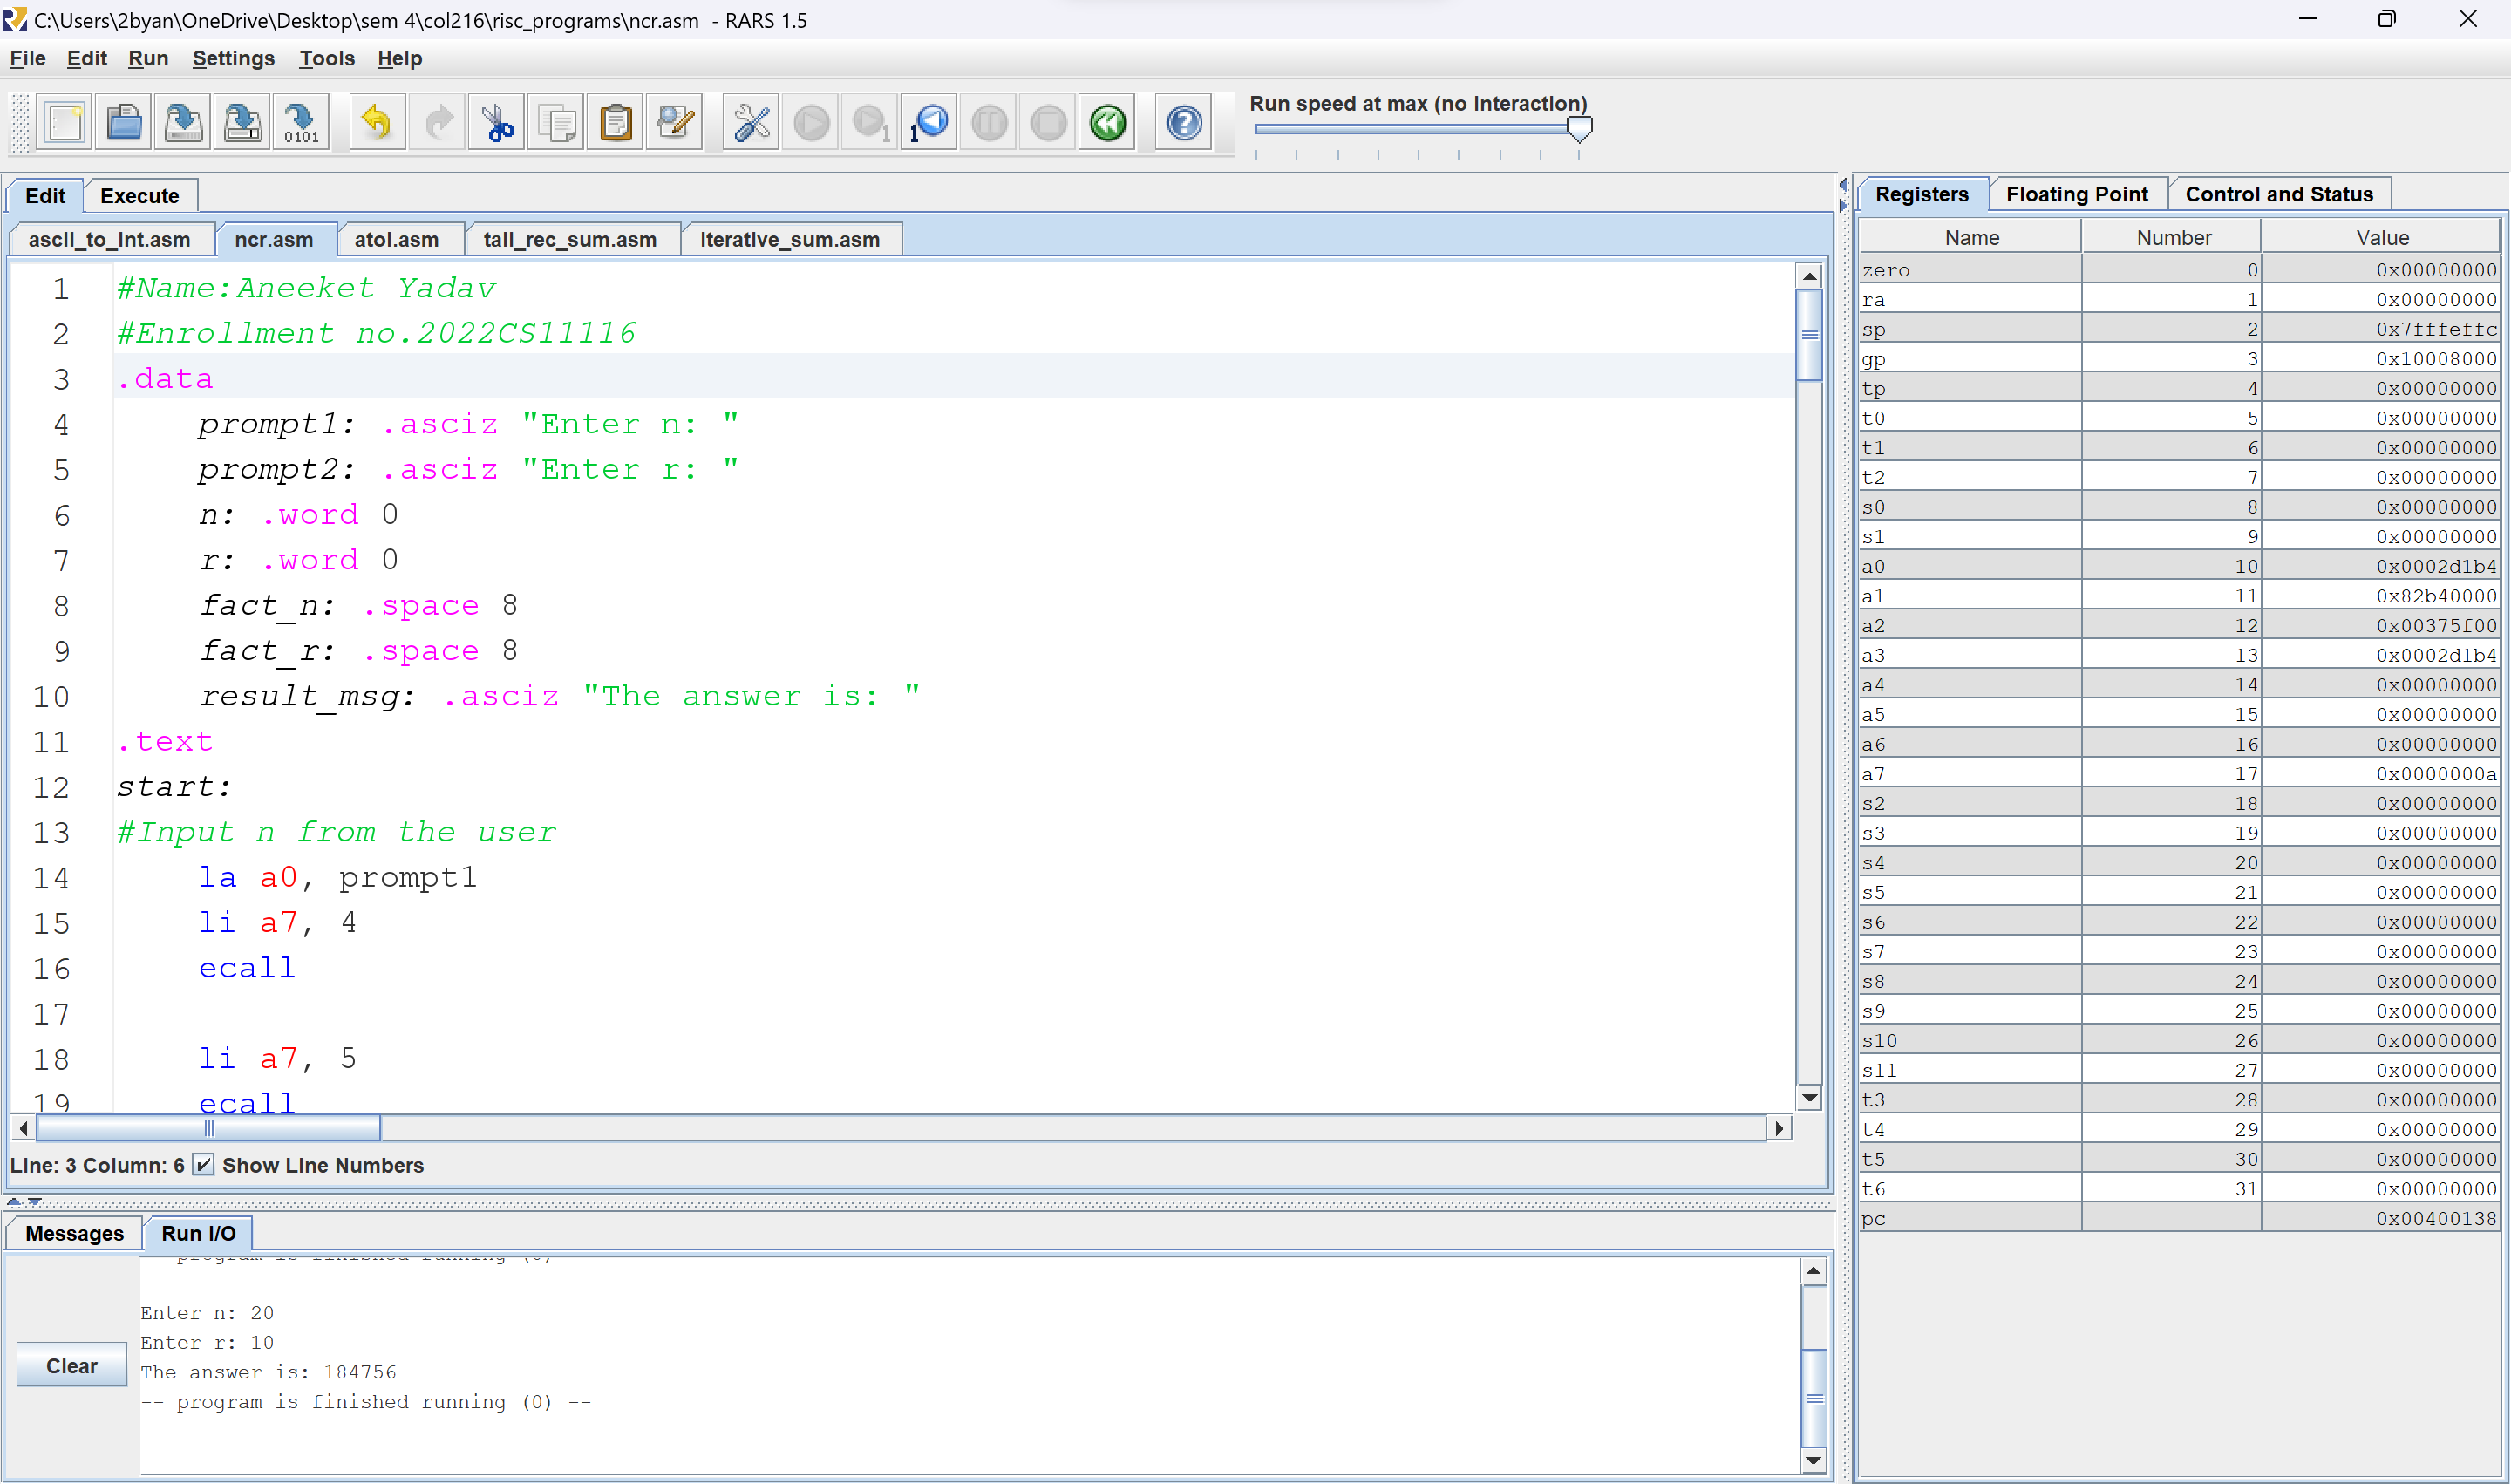 C:\Users\2byan\OneDrive\Desktop\sem 4\col216\risc_programs\ncr.asm - RARS 1.5
File Edit Run Settings Tools Help
Run speed at max (no interaction)
0101
1
1
Edit Execute
ascii_to_int.asm ncr.asm atoi.asm tail_rec_sum.asm iterative_sum.asm
1 #Name:Aneeket Yadav
2 #Enrollment no.2022CS11116
3 .data
4 prompt1: .asciz "Enter n: "
5 prompt2: .asciz "Enter r: "
6 n: .word 0
7 r: .word 0
8 fact_n: .space 8
9 fact_r: .space 8
10 result_msg: .asciz "The answer is: "
11 .text
12 start:
13 #Input n from the user
14 la a0, prompt1
15 li a7, 4
16 ecall
17
18 li a7, 5
19 ecall
Line: 3 Column: 6 Show Line Numbers
Messages Run I/O
-- program is finished running (0) --
Enter n: 20
Enter r: 10
The answer is: 184756
-- program is finished running (0) --
Clear
Registers Floating Point Control and Status
Name Number Value
zero 0 0x00000000
ra 1 0x00000000
sp 2 0x7fffeffc
gp 3 0x10008000
tp 4 0x00000000
t0 5 0x00000000
t1 6 0x00000000
t2 7 0x00000000
s0 8 0x00000000
s1 9 0x00000000
a0 10 0x0002d1b4
a1 11 0x82b40000
a2 12 0x00375f00
a3 13 0x0002d1b4
a4 14 0x00000000
a5 15 0x00000000
a6 16 0x00000000
a7 17 0x0000000a
s2 18 0x00000000
s3 19 0x00000000
s4 20 0x00000000
s5 21 0x00000000
s6 22 0x00000000
s7 23 0x00000000
s8 24 0x00000000
s9 25 0x00000000
s10 26 0x00000000
s11 27 0x00000000
t3 28 0x00000000
t4 29 0x00000000
t5 30 0x00000000
t6 31 0x00000000
pc 0x00400138